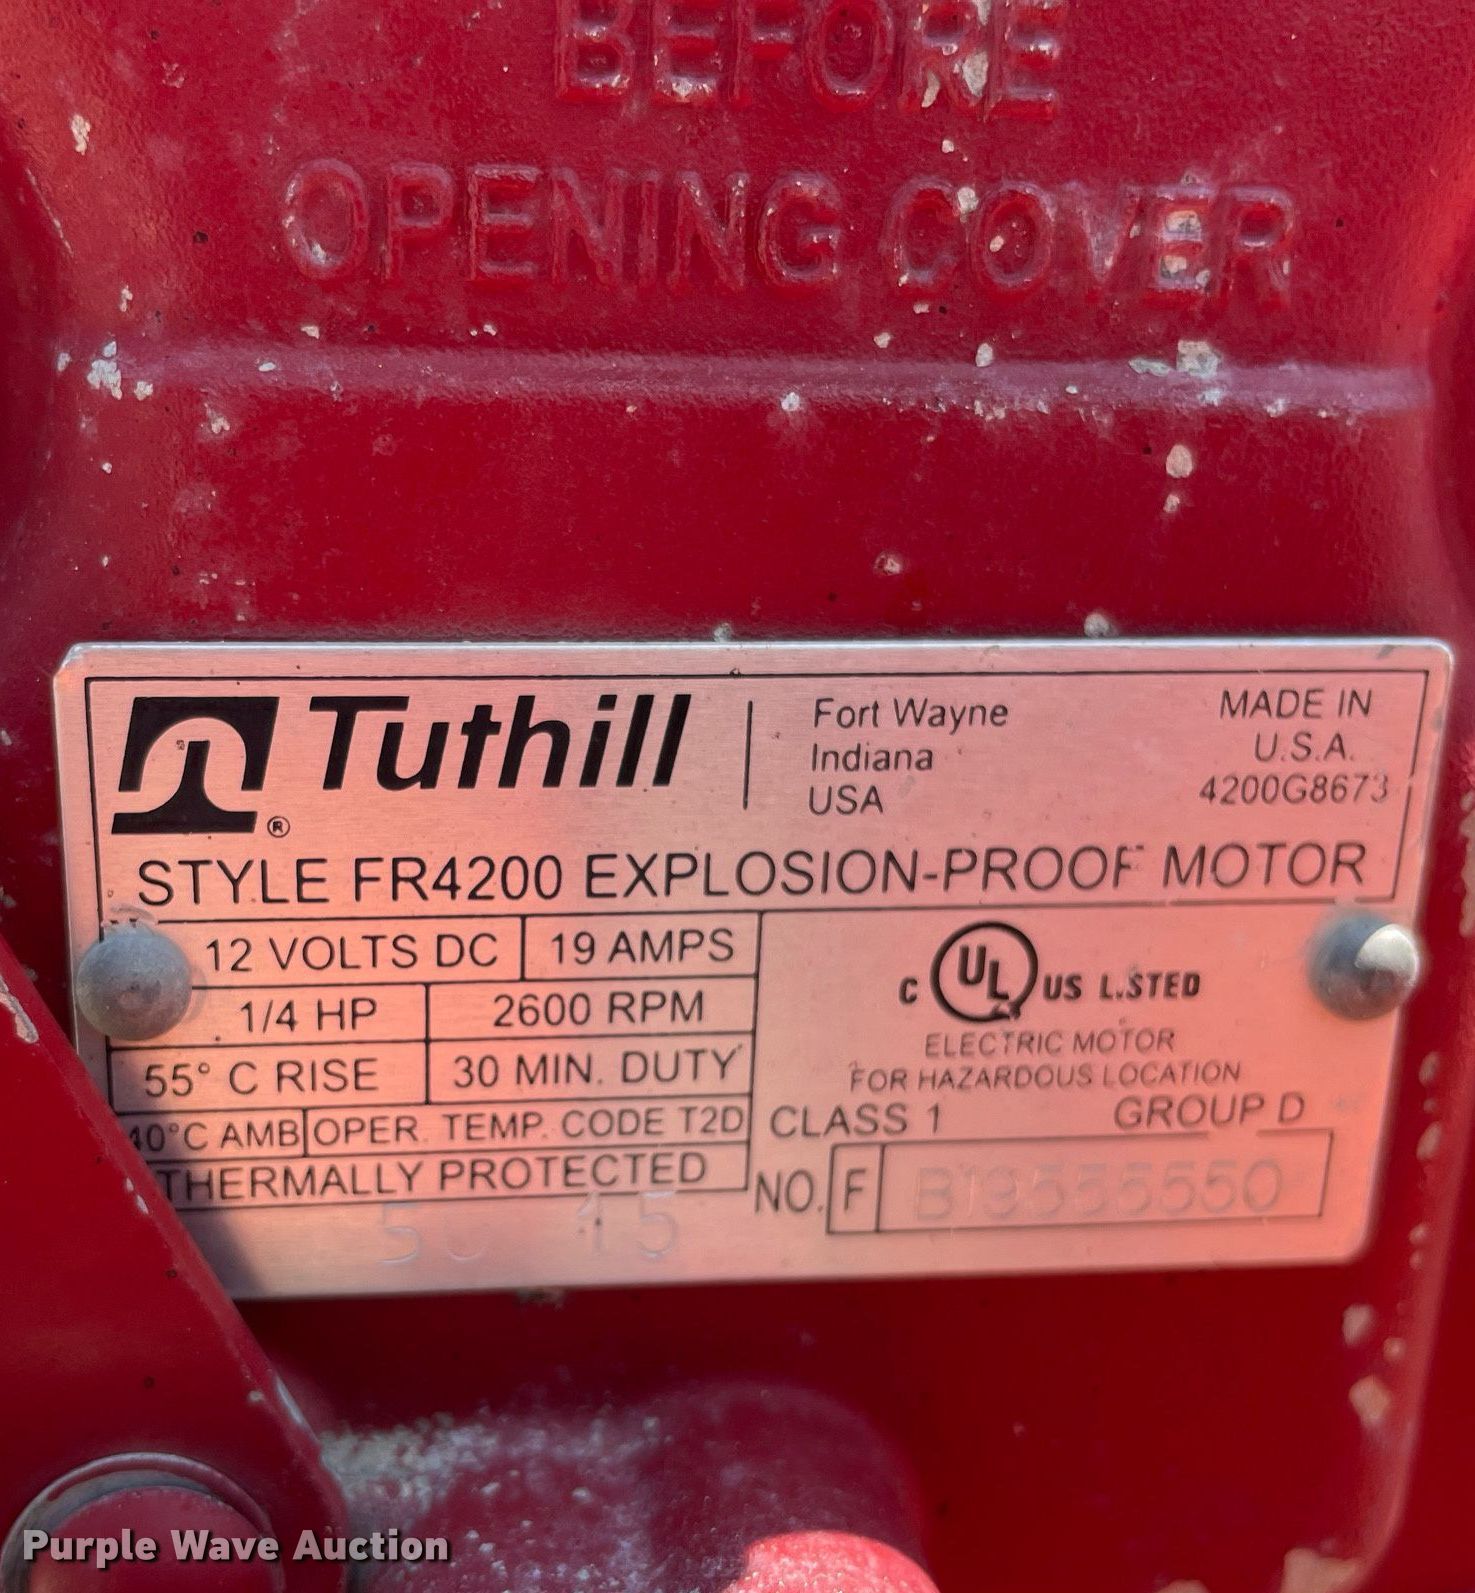 BEFORE
OPENING COVER
Tuthill ®
Fort Wayne
Indiana
USA
MADE IN
U.S.A.
4200G8673
STYLE FR4200 EXPLOSION-PROOF MOTOR
12 VOLTS DC 19 AMPS
1/4 HP 2600 RPM
55° C RISE 30 MIN. DUTY
40°C AMB OPER. TEMP. CODE T2D
THERMALLY PROTECTED
C UL US LISTED
ELECTRIC MOTOR
FOR HAZARDOUS LOCATION
CLASS 1 GROUP D
NO. F B13555550
15
Purple Wave Auction